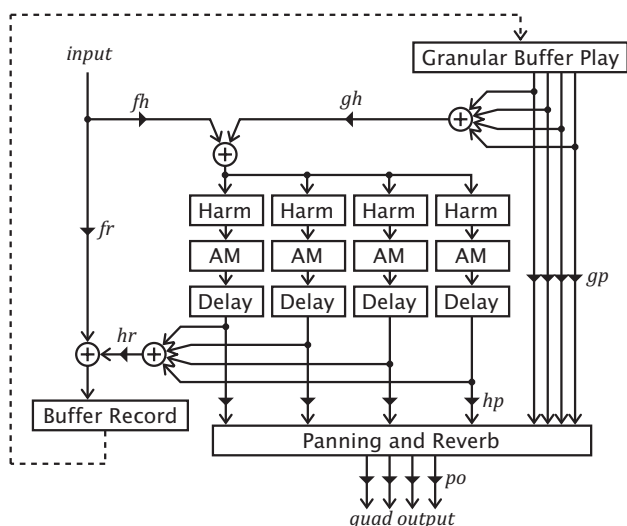 input
Granular Buffer Play
fh
gh
Harm Harm Harm Harm
fr
AM AM AM AM
gp
Delay Delay Delay Delay
hr
hp
Buffer Record
Panning and Reverb
po
quad output